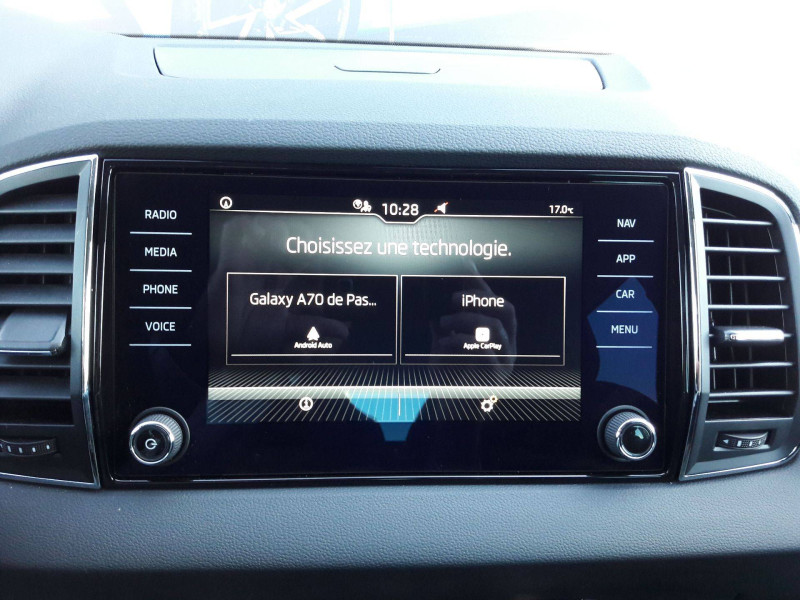 RADIO
MEDIA
PHONE
VOICE
10:28
17.0°C
Choisissez une technologie.
Galaxy A70 de Pas...
Android Auto
iPhone
Apple CarPlay
NAV
APP
CAR
MENU